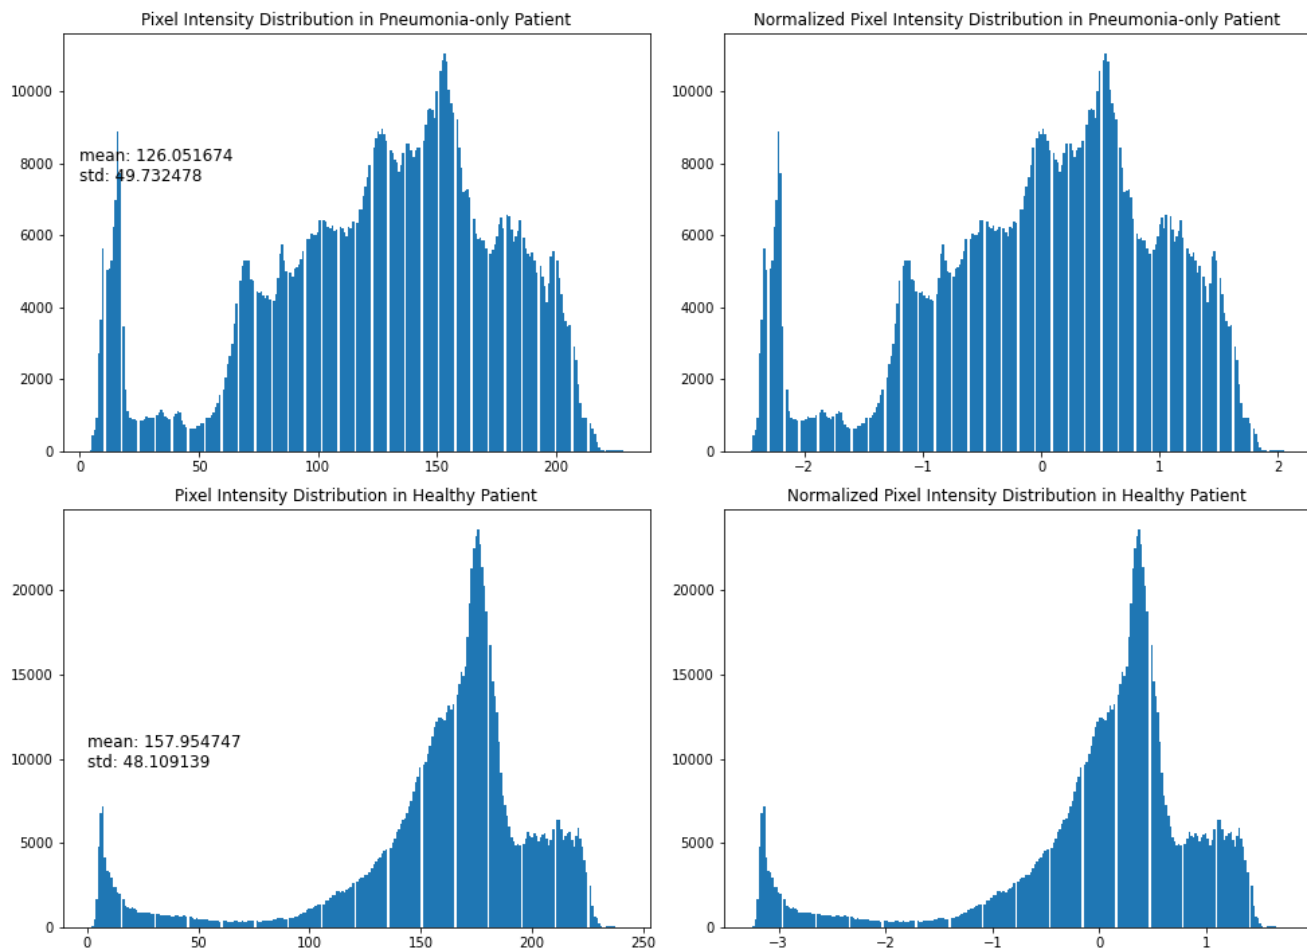 Pixel Intensity Distribution in Pneumonia-only Patient
10000
8000
6000
4000
2000
0
mean: 126.051674
std: 49.732478
0 50 100 150 200
Normalized Pixel Intensity Distribution in Pneumonia-only Patient
10000
8000
6000
4000
2000
0
−2 −1 0 1 2
Pixel Intensity Distribution in Healthy Patient
20000
15000
10000
5000
0
mean: 157.954747
std: 48.109139
0 50 100 150 200 250
Normalized Pixel Intensity Distribution in Healthy Patient
20000
15000
10000
5000
0
−3 −2 −1 0 1